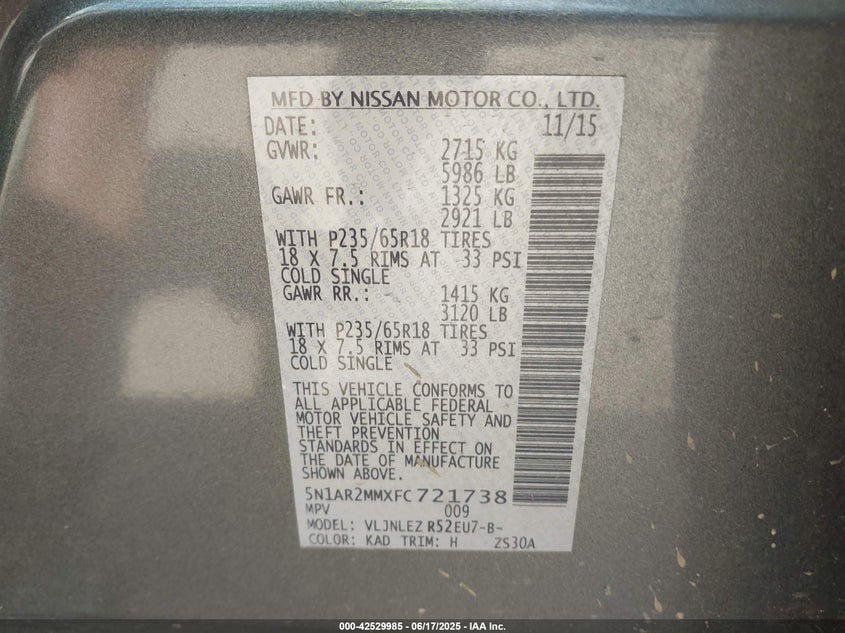 MFD BY NISSAN MOTOR CO., LTD.
DATE: 11/15
GVWR: 2715 KG
5986 LB
GAWR FR.: 1325 KG
2921 LB
WITH P235/65R18 TIRES
18 X 7.5 RIMS AT 33 PSI
COLD SINGLE
GAWR RR.: 1415 KG
3120 LB
WITH P235/65R18 TIRES
18 X 7.5 RIMS AT 33 PSI
COLD SINGLE
THIS VEHICLE CONFORMS TO
ALL APPLICABLE FEDERAL
MOTOR VEHICLE SAFETY AND
THEFT PREVENTION
STANDARDS IN EFFECT ON
THE DATE OF MANUFACTURE
SHOWN ABOVE.
5N1AR2MMXFC721738
MPV 009
MODEL: VLJNLEZ R52EU7-B-
COLOR: KAD TRIM: H ZS30A
000-42529985 - 06/17/2025 - IAA Inc.